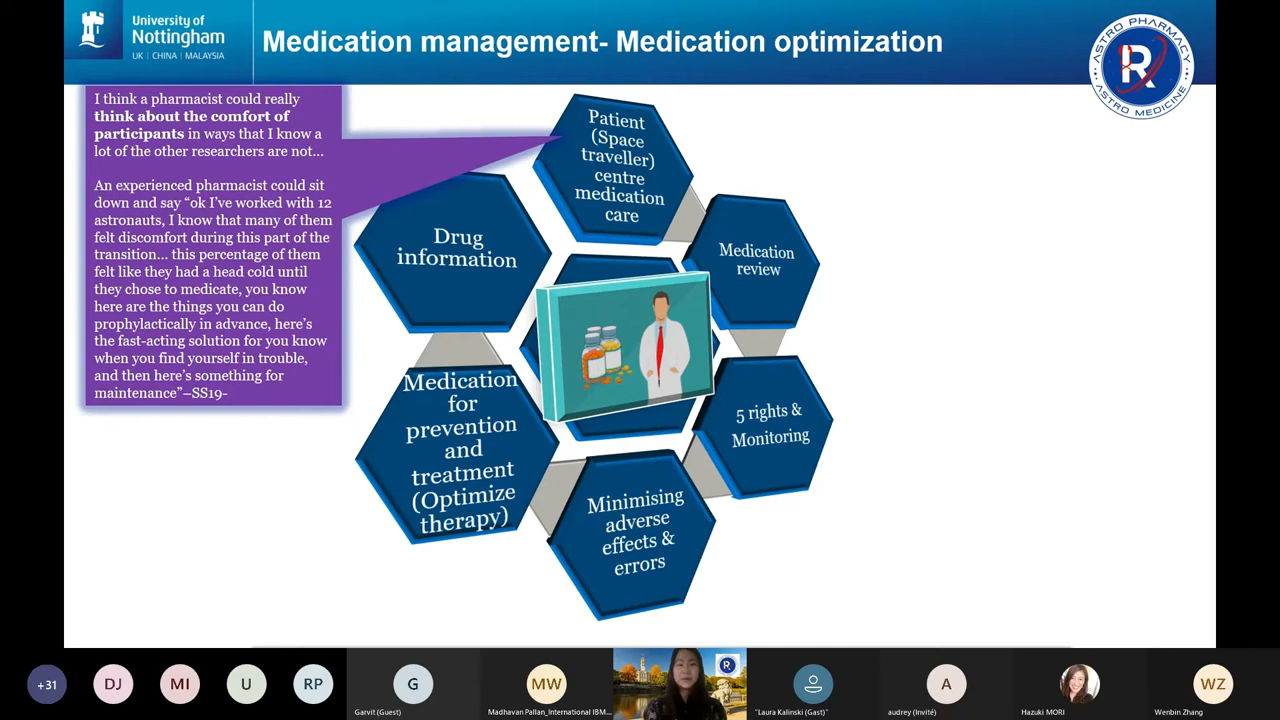 University of
Nottingham
UK | CHINA | MALAYSIA
Medication management- Medication optimization
ASTRO PHARMACY
R
ASTRO MEDICINE
I think a pharmacist could really
think about the comfort of
participants in ways that I know a
lot of the other researchers are not...
An experienced pharmacist could sit
down and say “ok I’ve worked with 12
astronauts, I know that many of them
felt discomfort during this part of the
transition... this percentage of them
felt like they had a head cold until
they chose to medicate, you know
here are the things you can do
prophylactically in advance, here’s
the fast-acting solution for you know
when you find yourself in trouble,
and then here’s something for
maintenance”–SS19-
Patient
(Space
traveller)
centre
medication
care
Medication
review
5 rights &
Monitoring
Minimising
adverse
effects &
errors
Medication
for
prevention
and
treatment
(Optimize
therapy)
Drug
information
+31
DJ
MI
U
RP
G
Garvit (Guest)
MW
Madhavan Pallan_International IBM...
R
"Laura Kalinski (Gast)"
A
audrey (Invité)
Hazuki MORI
WZ
Wenbin Zhang